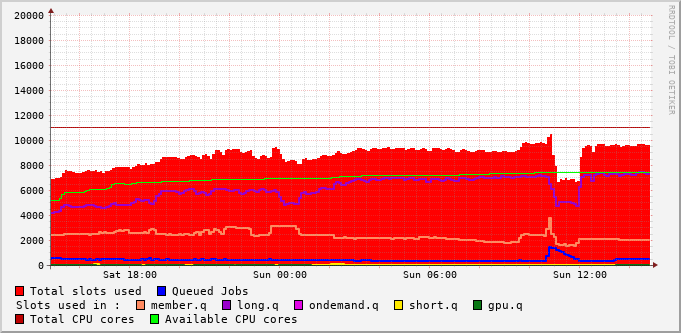 20000
18000
16000
14000
12000
10000
8000
6000
4000
2000
0
Sat 18:00 Sun 00:00 Sun 06:00 Sun 12:00
RRDTOOL / TOBI OETIKER
Total slots used Queued Jobs
Slots used in : member.q long.q ondemand.q short.q gpu.q
Total CPU cores Available CPU cores